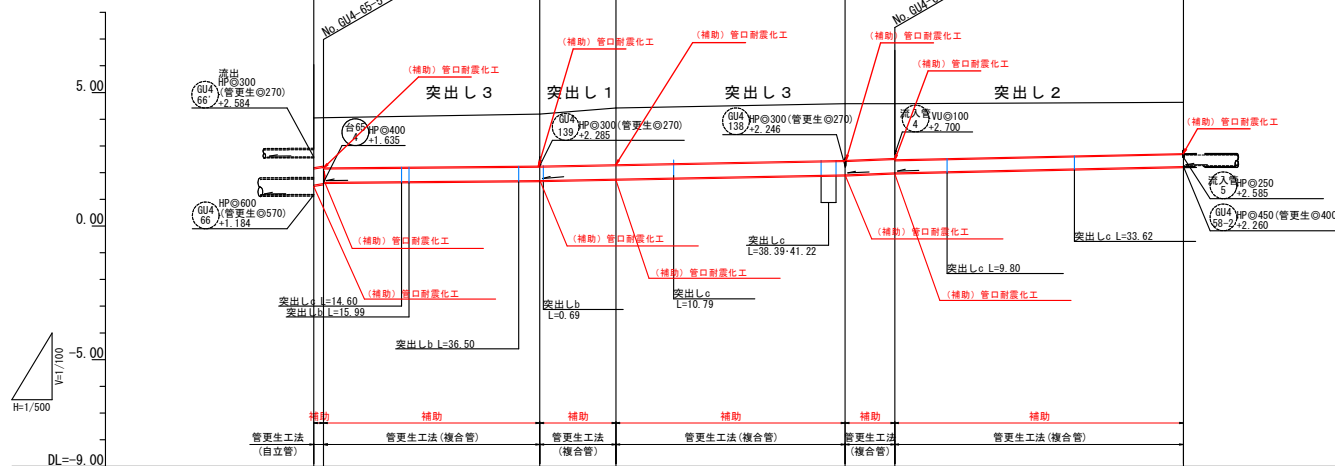 No.GU4-65-5
(補助) 管口耐震化工
(補助) 管口耐震化工
(補助) 管口耐震化工
(補助) 管口耐震化工
(補助) 管口耐震化工
(補助) 管口耐震化工
5.00
流出
GU4
66'
HP◎300
(管更生◎270)
+2.584
突出し3
突出し1
突出し3
突出し2
台65
4
HP◎400
+1.635
GU4
139
HP◎300(管更生◎270)
+2.285
GU4
138
HP◎300(管更生◎270)
+2.246
流入管
4
VU◎100
+2.700
流入管
5
HP◎250
+2.585
GU4
58-2
HP◎450(管更生◎400)
+2.260
GU4
66
HP◎600
(管更生◎570)
+1.184
0.00
(補助) 管口耐震化工
(補助) 管口耐震化工
(補助) 管口耐震化工
(補助) 管口耐震化工
(補助) 管口耐震化工
(補助) 管口耐震化工
突出しc
L=38.39・41.22
突出しc L=33.62
突出しc L=9.80
突出しc L=14.60
突出しb L=15.99
突出しb
L=0.69
突出しc
L=10.79
突出しb L=36.50
-5.00
V=1/100
H=1/500
補助
補助
補助
補助
補助
補助
管更生工法
(自立管)
管更生工法(複合管)
管更生工法
(複合管)
管更生工法(複合管)
管更生工法
(複合管)
管更生工法(複合管)
DL=-9.00